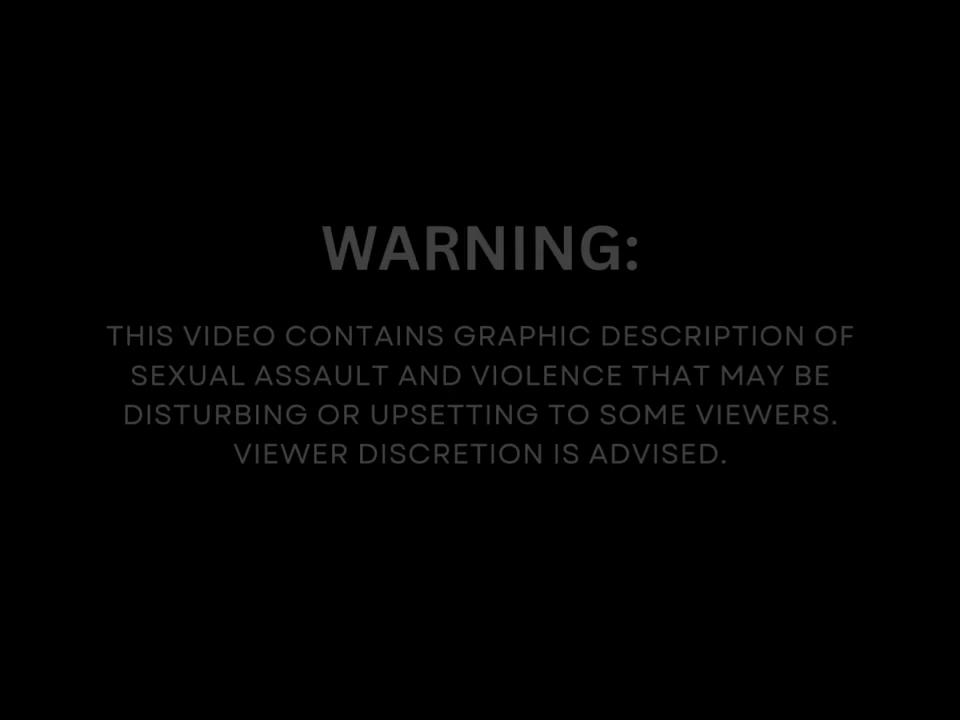 WARNING:
THIS VIDEO CONTAINS GRAPHIC DESCRIPTION OF
SEXUAL ASSAULT AND VIOLENCE THAT MAY BE
DISTURBING OR UPSETTING TO SOME VIEWERS.
VIEWER DISCRETION IS ADVISED.